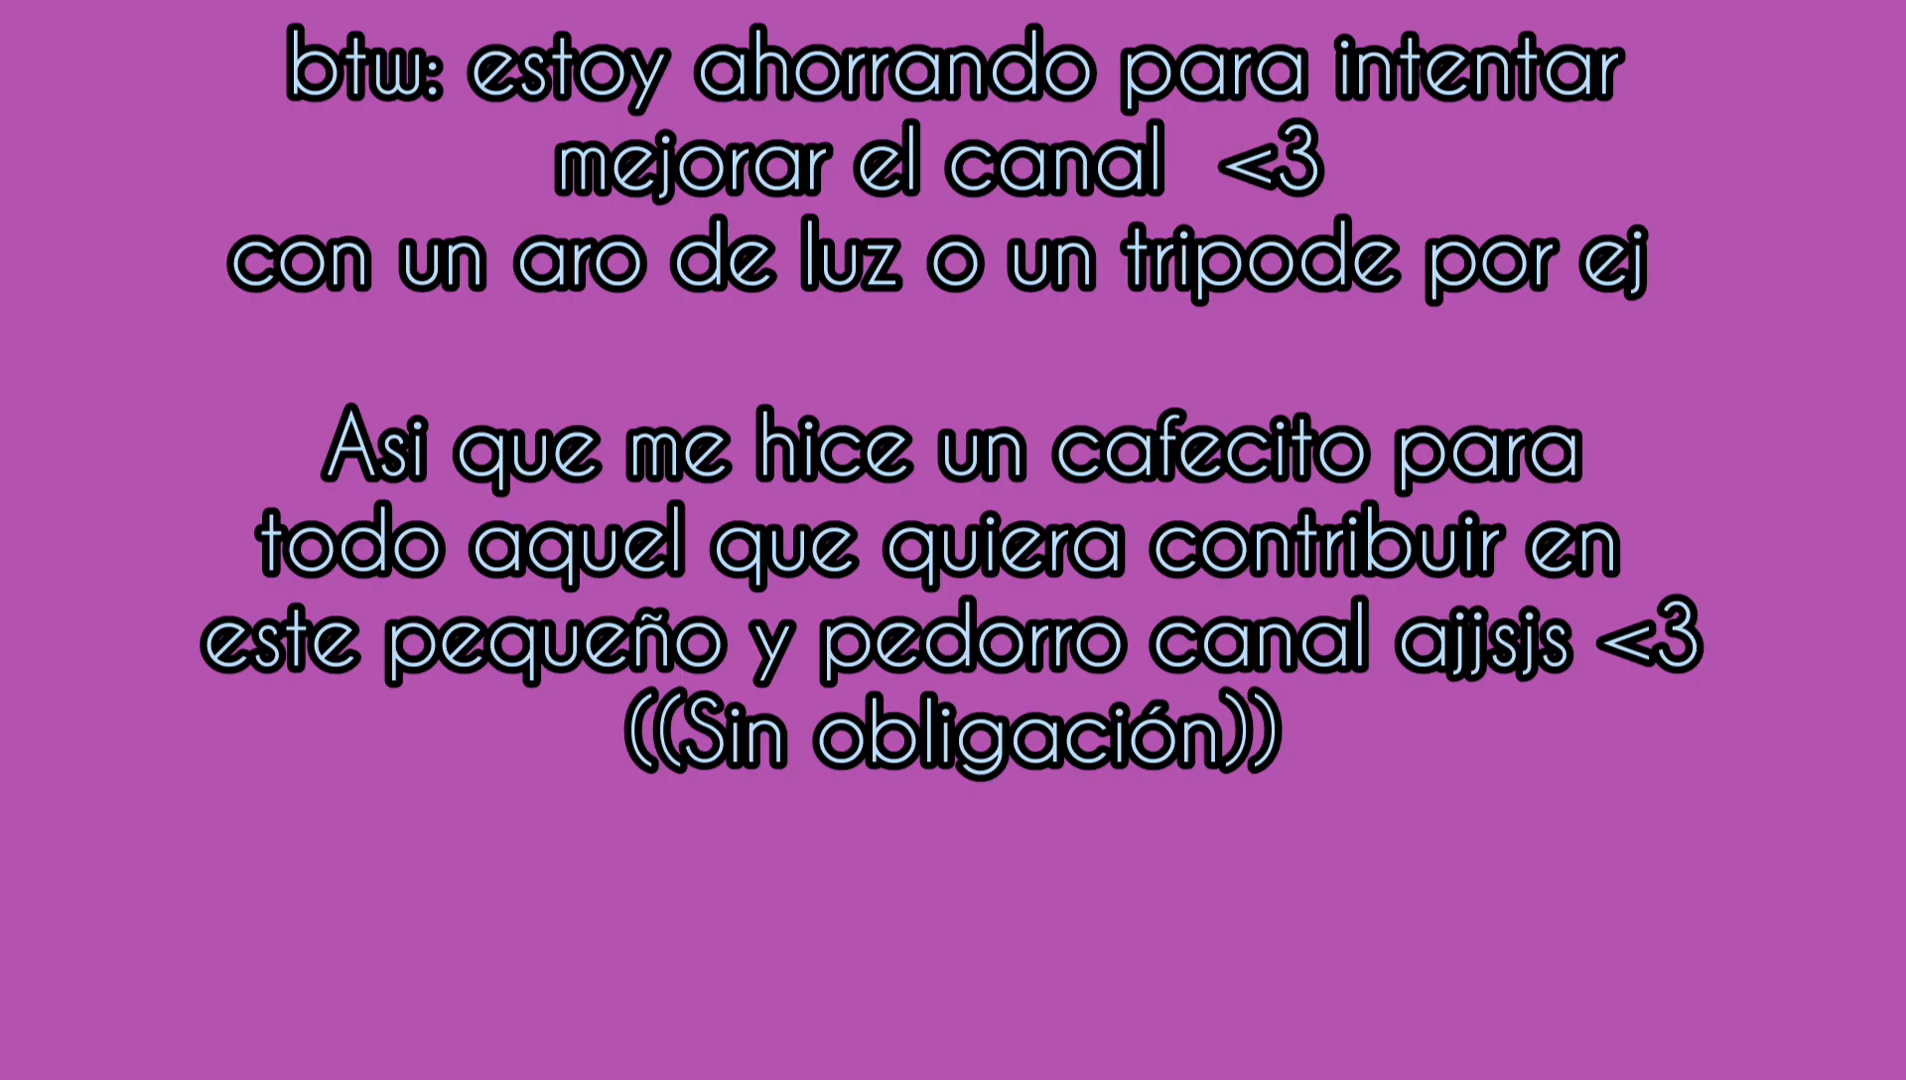 btw: estoy ahorrando para intentar
mejorar el canal <3
con un aro de luz o un tripode por ej
Asi que me hice un cafecito para
todo aquel que quiera contribuir en
este pequeño y pedorro canal ajjsjs <3
((Sin obligación))